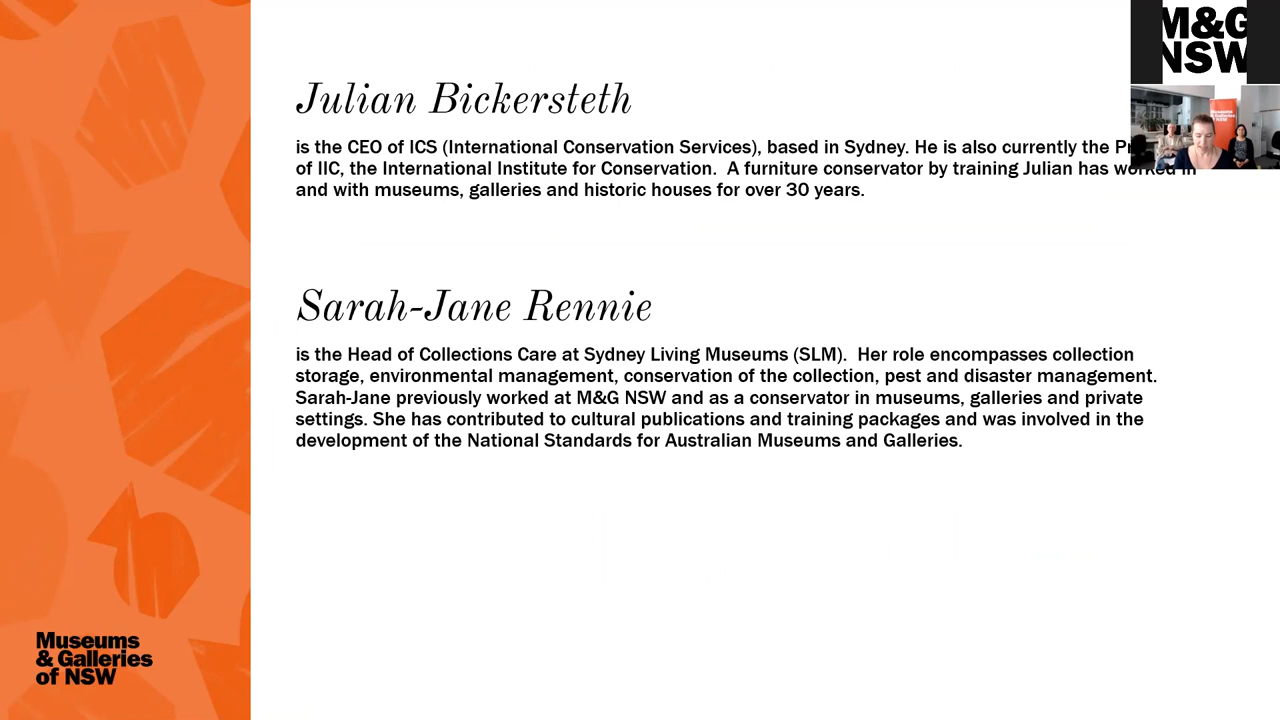 M&G
NSW
Museums
& Galleries
of NSW
Julian Bickersteth
is the CEO of ICS (International Conservation Services), based in Sydney. He is also currently the
of IIC, the International Institute for Conservation.  A furniture conservator by training Julian has worked in
and with museums, galleries and historic houses for over 30 years.
Sarah-Jane Rennie
is the Head of Collections Care at Sydney Living Museums (SLM).  Her role encompasses collection
storage, environmental management, conservation of the collection, pest and disaster management.
Sarah-Jane previously worked at M&G NSW and as a conservator in museums, galleries and private
settings. She has contributed to cultural publications and training packages and was involved in the
development of the National Standards for Australian Museums and Galleries.
Museums
& Galleries
of NSW